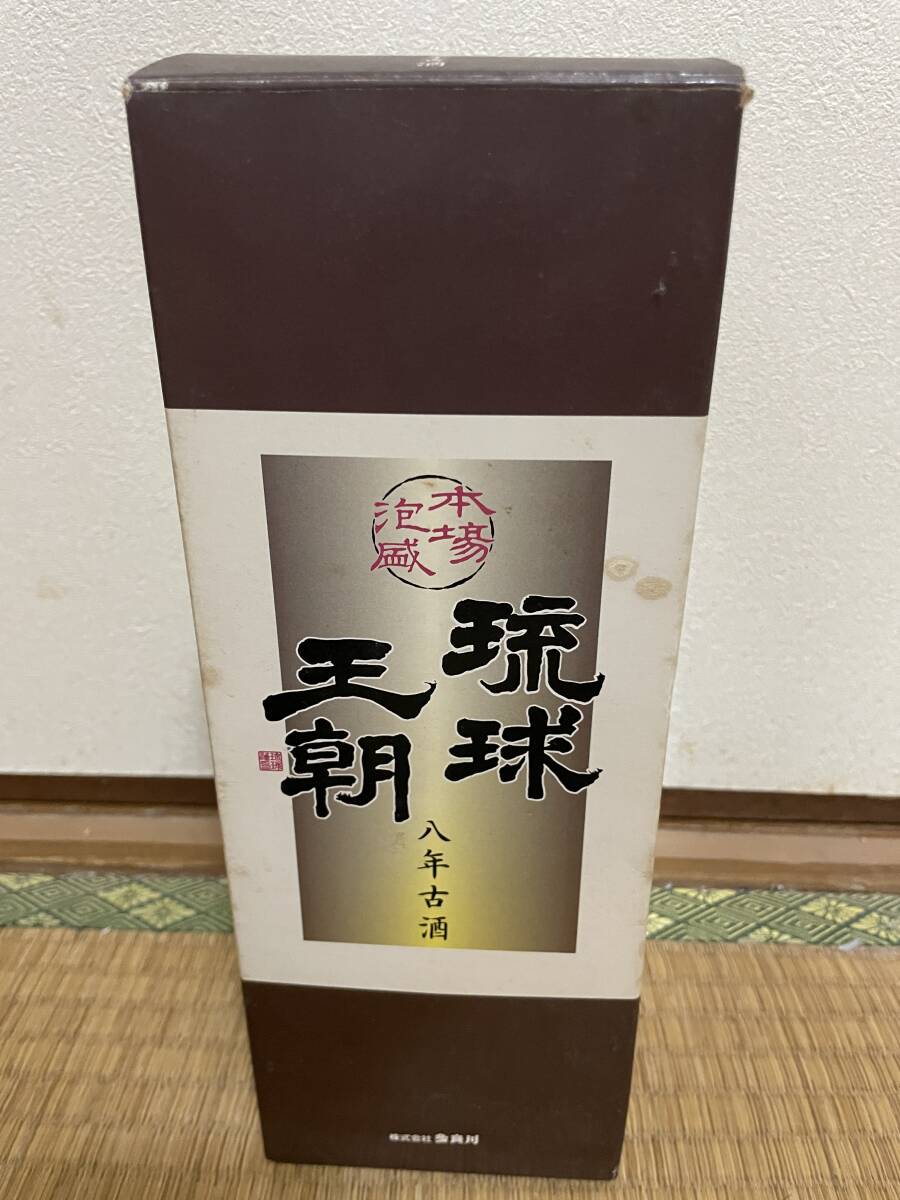 本場
泡盛
琉球
王朝
八年古酒
株式会社 多良川